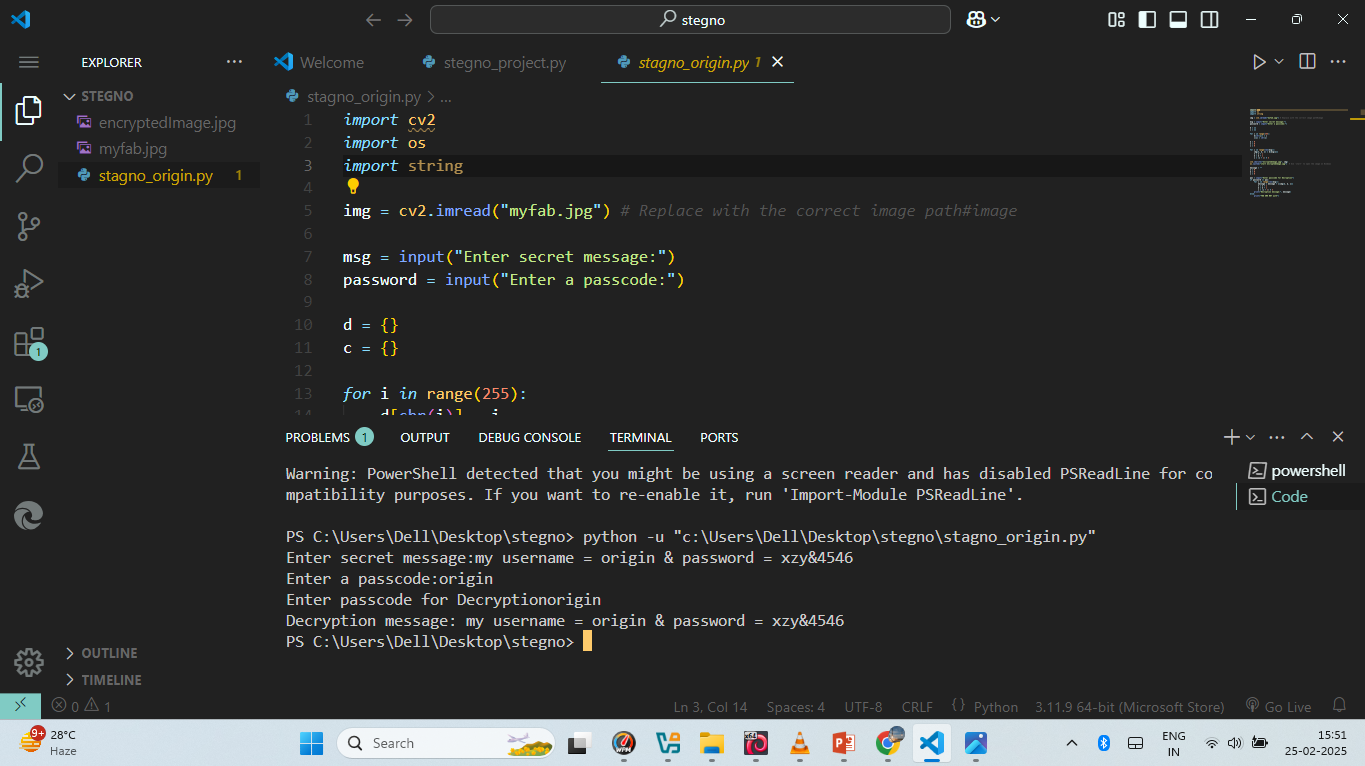 stegno
EXPLORER
Welcome
stegno_project.py
stagno_origin.py 1
STEGNO
encryptedImage.jpg
myfab.jpg
stagno_origin.py 1
stagno_origin.py > ...
1 import cv2
2 import os
3 import string
4
5 img = cv2.imread("myfab.jpg") # Replace with the correct image path#image
6
7 msg = input("Enter secret message:")
8 password = input("Enter a passcode:")
9
10 d = {}
11 c = {}
12
13 for i in range(255):
1
PROBLEMS 1 OUTPUT DEBUG CONSOLE TERMINAL PORTS
Warning: PowerShell detected that you might be using a screen reader and has disabled PSReadLine for co
mpatibility purposes. If you want to re-enable it, run 'Import-Module PSReadLine'.
PS C:\Users\Dell\Desktop\stegno> python -u "c:\Users\Dell\Desktop\stegno\stagno_origin.py"
Enter secret message:my username = origin & password = xzy&4546
Enter a passcode:origin
Enter passcode for Decryptionorigin
Decryption message: my username = origin & password = xzy&4546
PS C:\Users\Dell\Desktop\stegno>
powershell
Code
OUTLINE
TIMELINE
0 1
Ln 3, Col 14 Spaces: 4 UTF-8 CRLF {} Python 3.11.9 64-bit (Microsoft Store) Go Live
9+
28°C
Haze
Search
WPM
X64
ENG
IN
15:51
25-02-2025